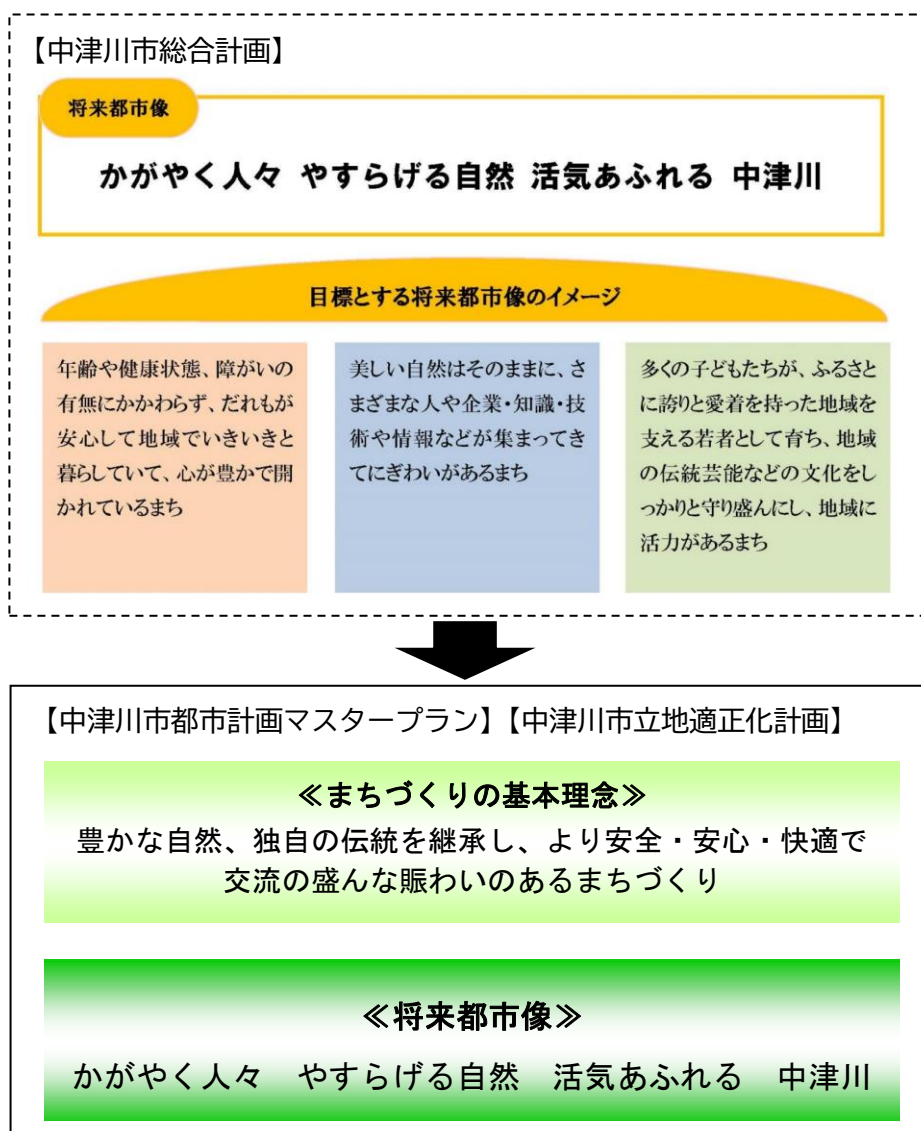 【中津川市総合計画】
将来都市像
かがやく人々 やすらげる自然 活気あふれる 中津川
目標とする将来都市像のイメージ
年齢や健康状態、障がいの
有無にかかわらず、だれもが
安心して地域でいきいきと
暮らしていて、心が豊かで開
かれているまち
美しい自然はそのままに、さ
まざまな人や企業・知識・技
術や情報などが集まってき
てにぎわいがあるまち
多くの子どもたちが、ふるさと
に誇りと愛着を持った地域を
支える若者として育ち、地域
の伝統芸能などの文化をし
っかりと守り盛んにし、地域に
活力があるまち
【中津川市都市計画マスタープラン】【中津川市立地適正化計画】
≪まちづくりの基本理念≫
豊かな自然、独自の伝統を継承し、より安全・安心・快適で
交流の盛んな賑わいのあるまちづくり
≪将来都市像≫
かがやく人々　やすらげる自然　活気あふれる　中津川